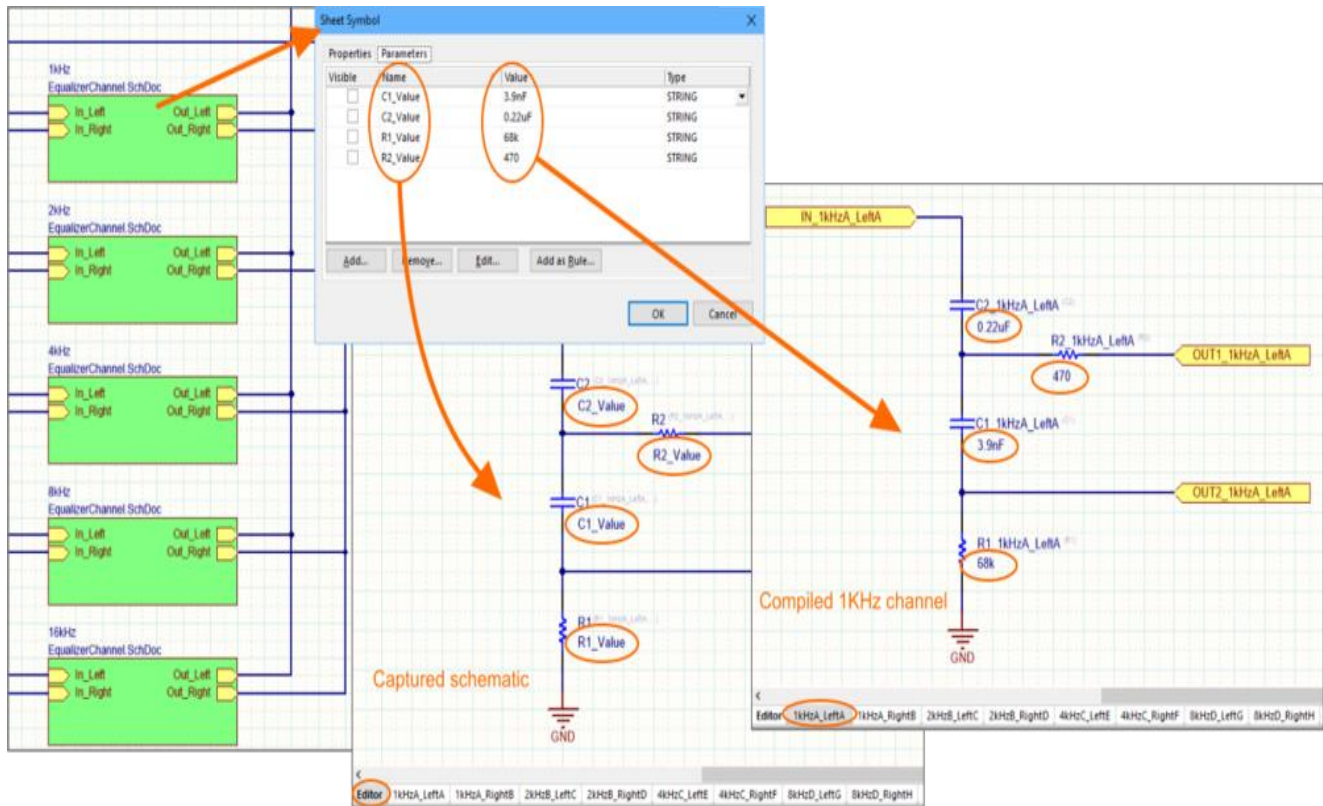 1kHz
EqualizerChannel.SchDoc
In_Left Out_Left
In_Right Out_Right
2kHz
EqualizerChannel.SchDoc
In_Left Out_Left
In_Right Out_Right
4kHz
EqualizerChannel.SchDoc
In_Left Out_Left
In_Right Out_Right
8kHz
EqualizerChannel.SchDoc
In_Left Out_Left
In_Right Out_Right
16kHz
EqualizerChannel.SchDoc
In_Left Out_Left
In_Right Out_Right
Sheet Symbol
Properties Parameters
Visible Name Value Type
C1_Value 3.9nF STRING
C2_Value 0.22uF STRING
R1_Value 68k STRING
R2_Value 470 STRING
Add... Remove... Edit... Add as Rule...
OK Cancel
C2
C2_Value
R2
R2_Value
C1
C1_Value
R1
R1_Value
Captured schematic
GND
Editor 1kHzA_LeftA 1kHzA_RightB 2kHzB_LeftC 2kHzB_RightD 4kHzC_LeftE 4kHzC_RightF 8kHzD_LeftG 8kHzD_RightH
IN_1kHzA_LeftA
C2_1kHzA_LeftA
0.22uF
R2_1kHzA_LeftA
OUT1_1kHzA_LeftA
470
C1_1kHzA_LeftA
3.9nF
OUT2_1kHzA_LeftA
R1_1kHzA_LeftA
68k
Compiled 1KHz channel
GND
Editor 1kHzA_LeftA 1kHzA_RightB 2kHzB_LeftC 2kHzB_RightD 4kHzC_LeftE 4kHzC_RightF 8kHzD_LeftG 8kHzD_RightH